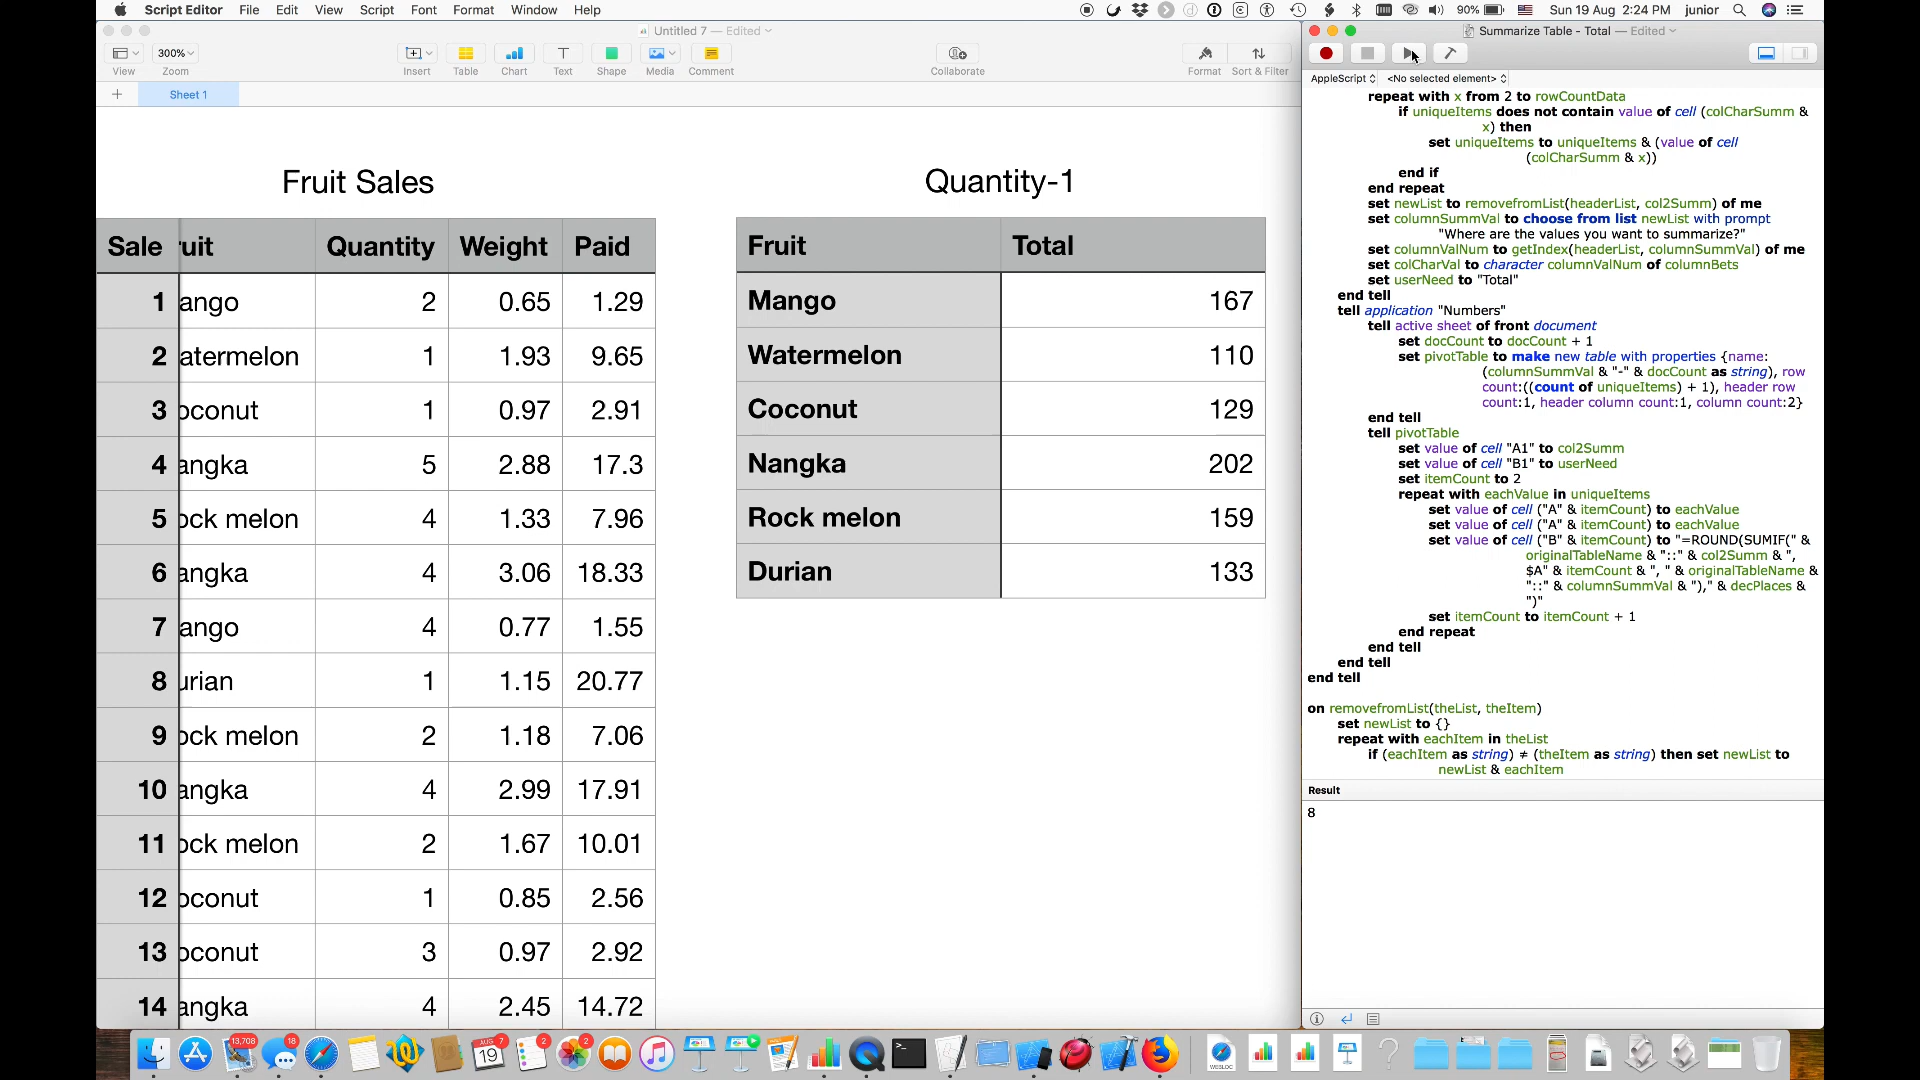 Script Editor File Edit View Script Font Format Window Help 90% Sun 19 Aug 2:24 PM junior
Untitled 7 — Edited
300%
View Zoom Insert Table Chart Text Shape Media Comment Collaborate Format Sort & Filter
Sheet 1
Fruit Sales
Sale ruit Quantity Weight Paid
1 ango 2 0.65 1.29
2 atermelon 1 1.93 9.65
3 oconut 1 0.97 2.91
4 angka 5 2.88 17.3
5 ock melon 4 1.33 7.96
6 angka 4 3.06 18.33
7 ango 4 0.77 1.55
8 urian 1 1.15 20.77
9 ock melon 2 1.18 7.06
10 angka 4 2.99 17.91
11 ock melon 2 1.67 10.01
12 oconut 1 0.85 2.56
13 oconut 3 0.97 2.92
14 angka 4 2.45 14.72
Quantity-1
Fruit Total
Mango 167
Watermelon 110
Coconut 129
Nangka 202
Rock melon 159
Durian 133
Summarize Table - Total — Edited
AppleScript <No selected element>
repeat with x from 2 to rowCountData
if uniqueItems does not contain value of cell (colCharSumm &
x) then
set uniqueItems to uniqueItems & (value of cell
(colCharSumm & x))
end if
end repeat
set newList to removefromList(headerList, col2Summ) of me
set columnSummVal to choose from list newList with prompt
"Where are the values you want to summarize?"
set columnValNum to getIndex(headerList, columnSummVal) of me
set colCharVal to character columnValNum of columnBets
set userNeed to "Total"
end tell
tell application "Numbers"
tell active sheet of front document
set docCount to docCount + 1
set pivotTable to make new table with properties {name:
(columnSummVal & "-" & docCount as string), row
count:((count of uniqueItems) + 1), header row
count:1, header column count:1, column count:2}
end tell
tell pivotTable
set value of cell "A1" to col2Summ
set value of cell "B1" to userNeed
set itemCount to 2
repeat with eachValue in uniqueItems
set value of cell ("A" & itemCount) to eachValue
set value of cell ("A" & itemCount) to eachValue
set value of cell ("B" & itemCount) to "=ROUND(SUMIF(" &
originalTableName & "::" & col2Summ & ",
$A" & itemCount & ", " & originalTableName &
"::" & columnSummVal & ")," & decPlaces &
")"
set itemCount to itemCount + 1
end repeat
end tell
end tell
end tell
on removefromList(theList, theItem)
set newList to {}
repeat with eachItem in theList
if (eachItem as string) ≠ (theItem as string) then set newList to
newList & eachItem
Result
8
13,708 18 AUG 19 7 2 2 WEBLOC